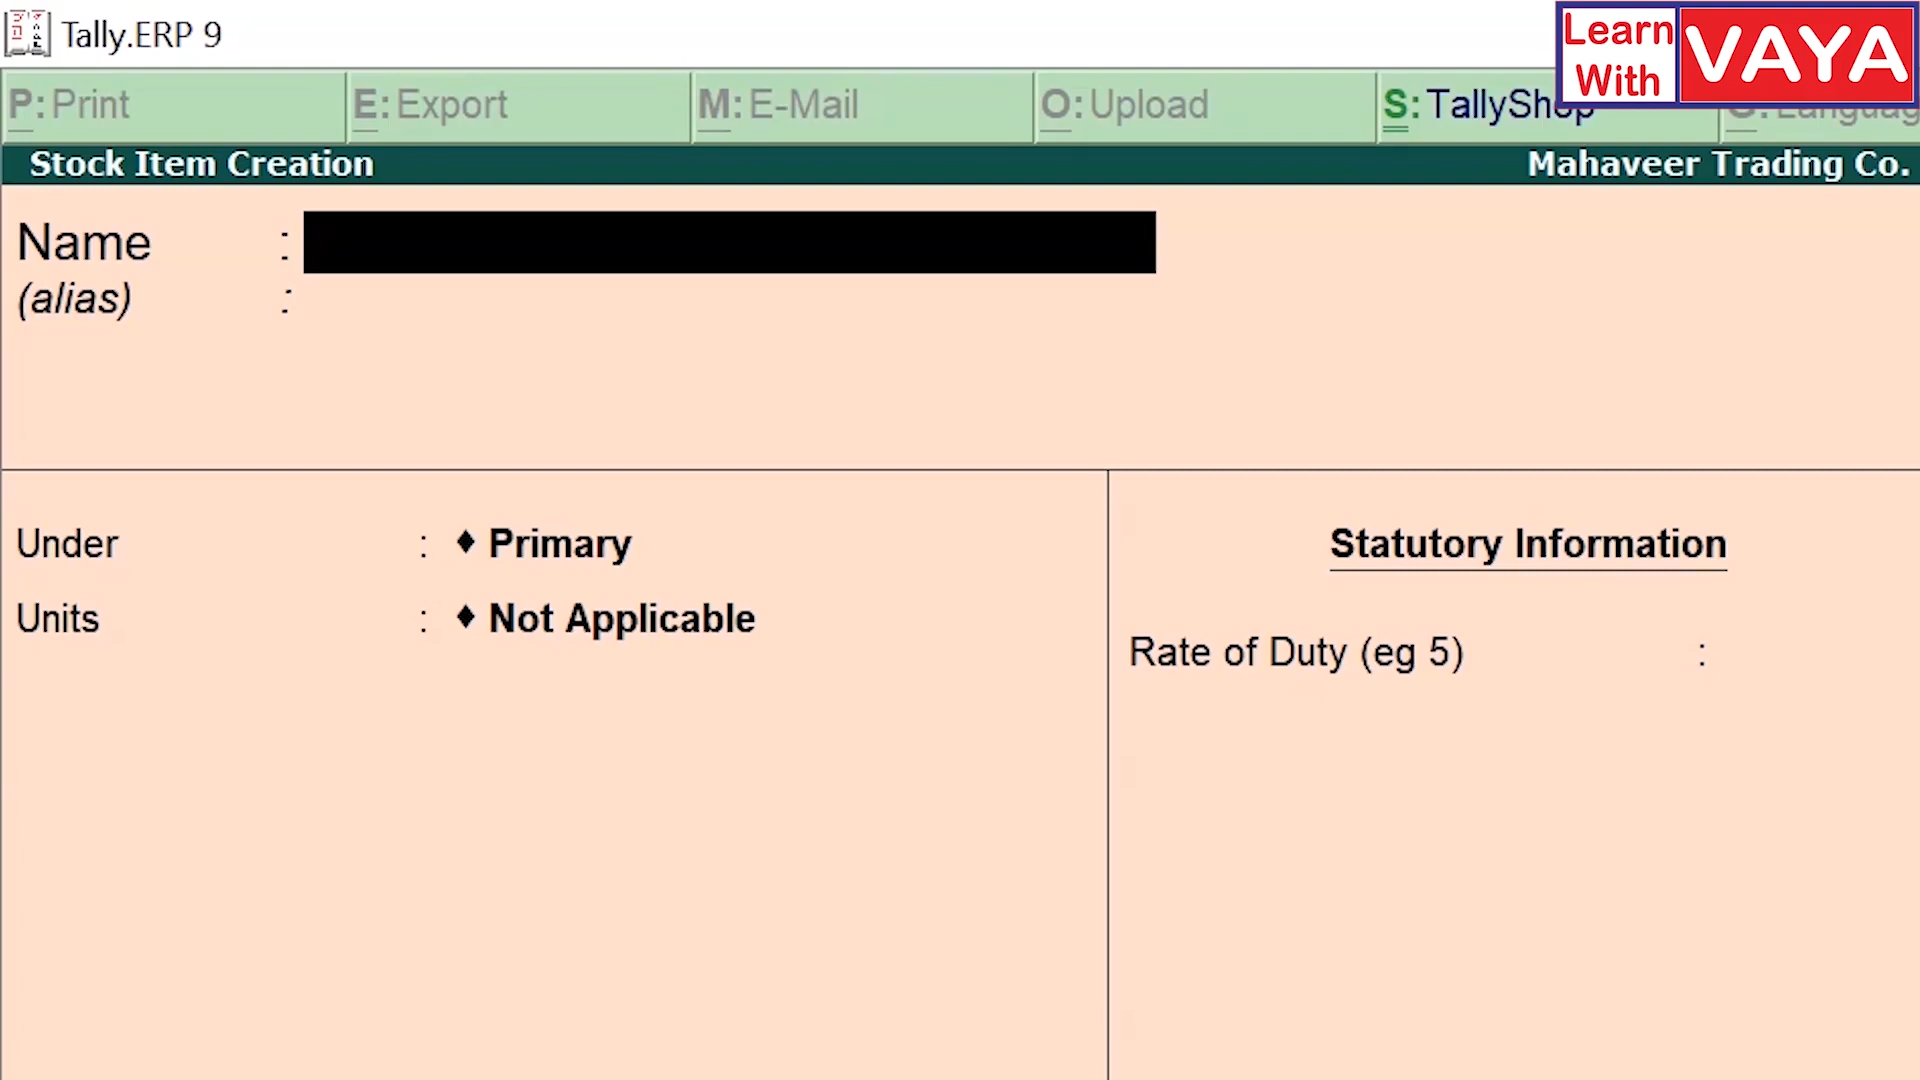 Tally.ERP 9
Learn With VAYA
P: Print E: Export M: E-Mail O: Upload S: TallyShop
Stock Item Creation Mahaveer Trading Co.
Name :
(alias) :
Under : ♦ Primary
Units : ♦ Not Applicable
Statutory Information
Rate of Duty (eg 5) :